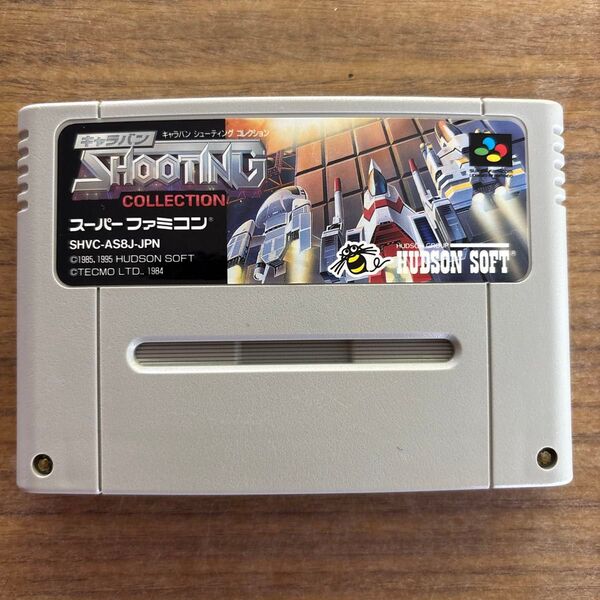 キャラバン
キャラバン シューティング コレクション
SHOOTING
COLLECTION
スーパー ファミコン®
SHVC-AS8J-JPN
©1985, 1995 HUDSON SOFT
©TECMO LTD., 1984
HUDSON GROUP
HUDSON SOFT®